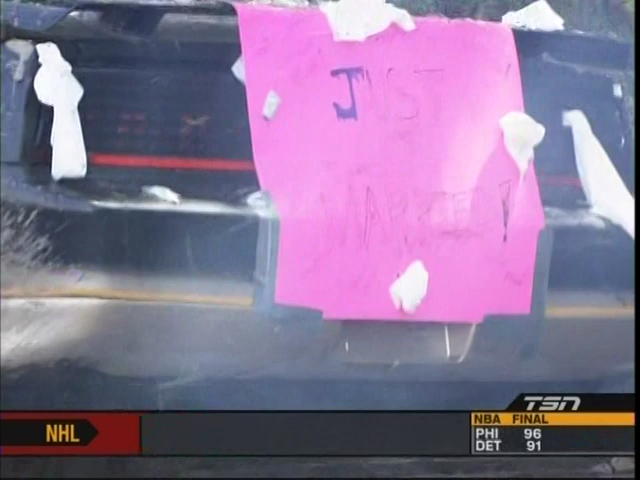 JUST
MARRIED!
TSN
NBA FINAL
NHL
PHI 96
DET 91